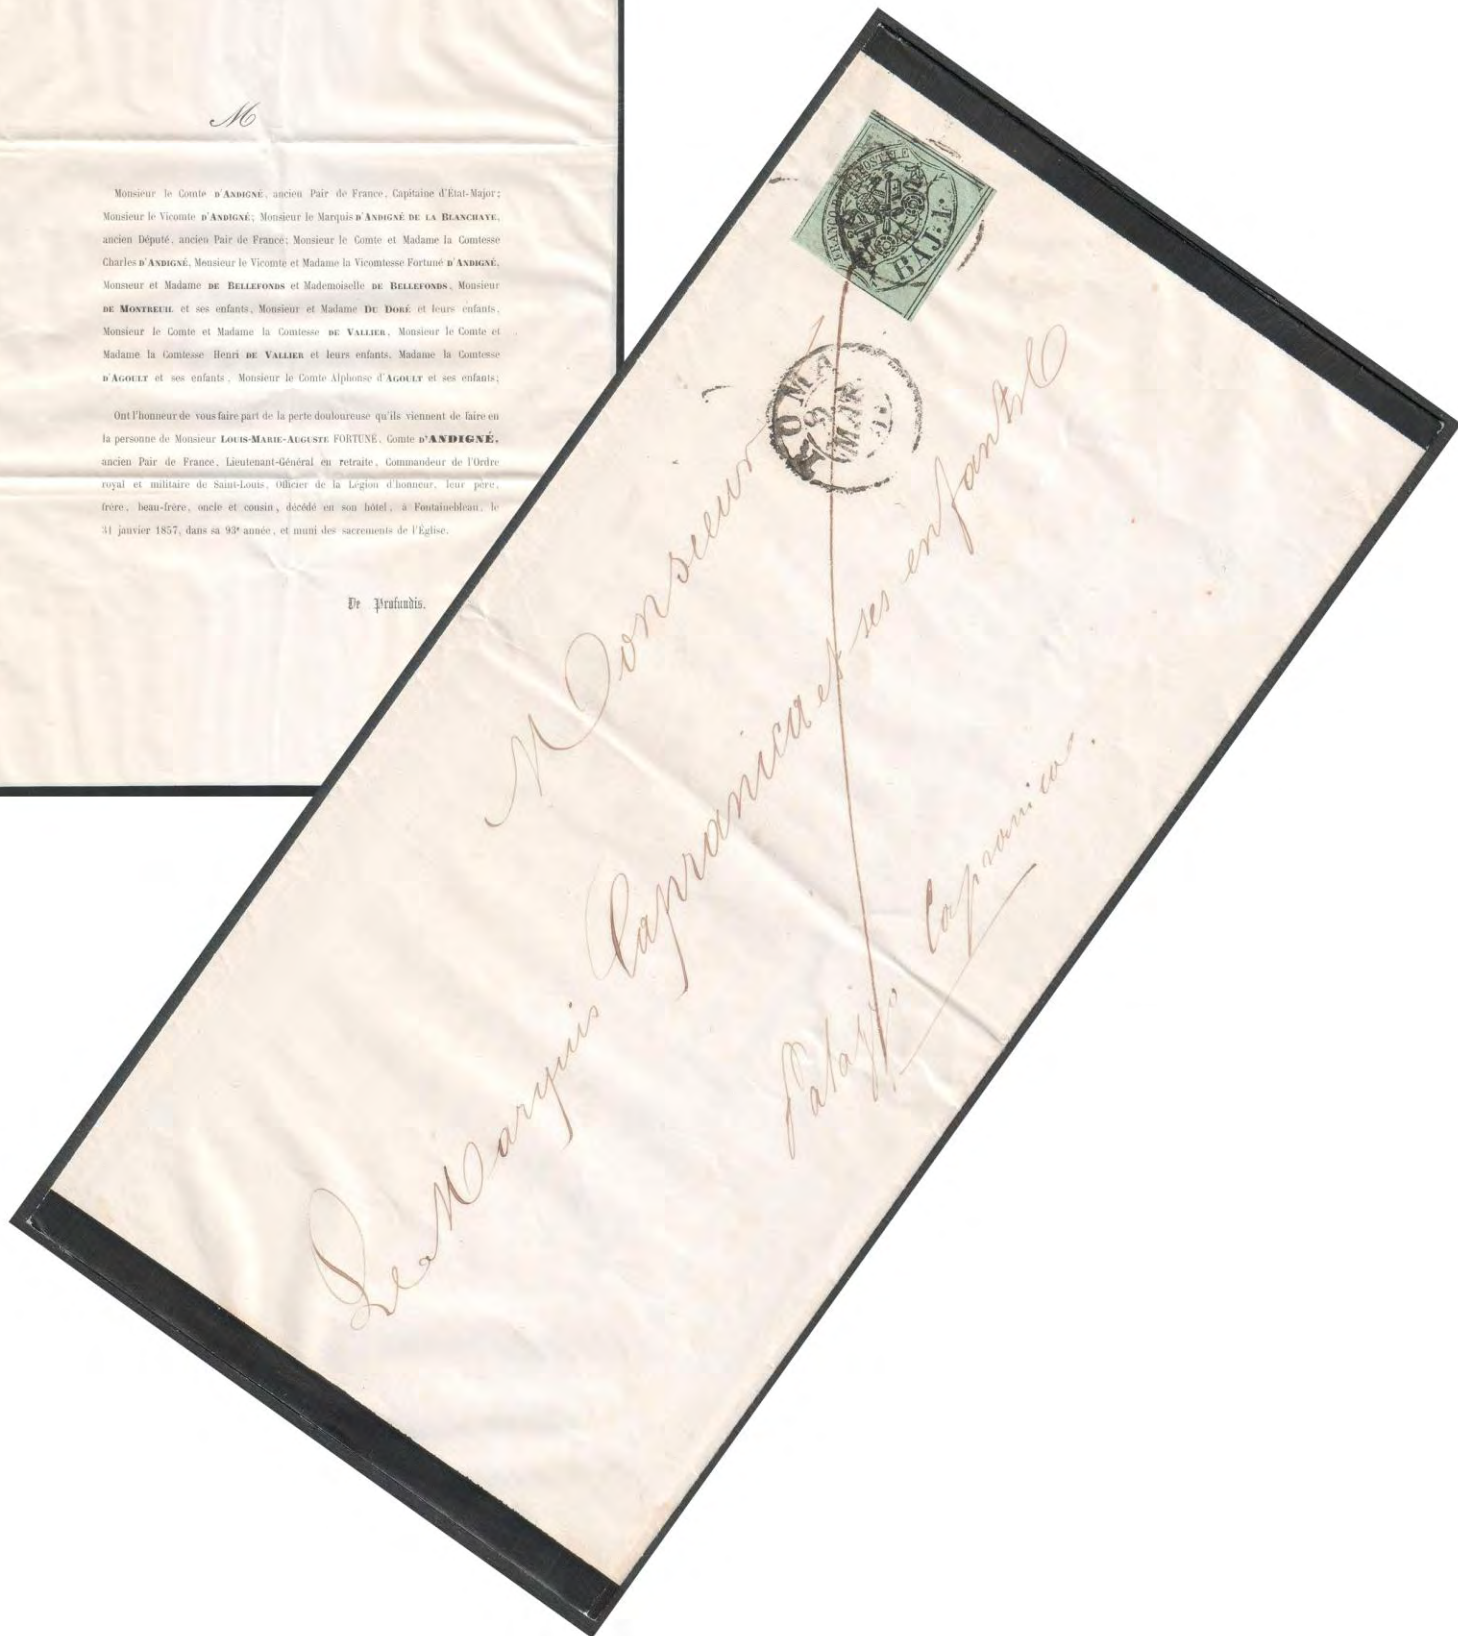 M
Monsieur le Comte D'ANDIGNÉ, ancien Pair de France, Capitaine d'État-Major;
Monsieur le Vicomte D'ANDIGNÉ; Monsieur le Marquis D'ANDIGNÉ DE LA BLANCHAYE,
ancien Député, ancien Pair de France; Monsieur le Comte et Madame la Comtesse
Charles D'ANDIGNÉ, Monsieur le Vicomte et Madame la Vicomtesse Fortuné D'ANDIGNÉ,
Monsieur et Madame DE BELLEFONDS et Mademoiselle DE BELLEFONDS, Monsieur
DE MONTREUIL et ses enfants, Monsieur et Madame DU DORÉ et leurs enfants,
Monsieur le Comte et Madame la Comtesse DE VALLIER, Monsieur le Comte et
Madame la Comtesse Henri DE VALLIER et leurs enfants, Madame la Comtesse
D'AGOULT et ses enfants, Monsieur le Comte Alphonse d'AGOULT et ses enfants;
Ont l'honneur de vous faire part de la perte douloureuse qu'ils viennent de faire en
la personne de Monsieur LOUIS-MARIE-AUGUSTE FORTUNÉ, Comte D'ANDIGNÉ,
ancien Pair de France, Lieutenant-Général en retraite, Commandeur de l'Ordre
royal et militaire de Saint-Louis, Officier de la Légion d'honneur, leur père,
frère, beau-frère, oncle et cousin, décédé en son hôtel, à Fontainebleau, le
31 janvier 1857, dans sa 93e année, et muni des sacrements de l'Église.
De Profundis.
FRANCO BOLLO POSTALE
BAJ. 1.
ROMA
9
MAR
Monsieur
Le Marquis Capranica et ses enfants
Palazzo Capranica.